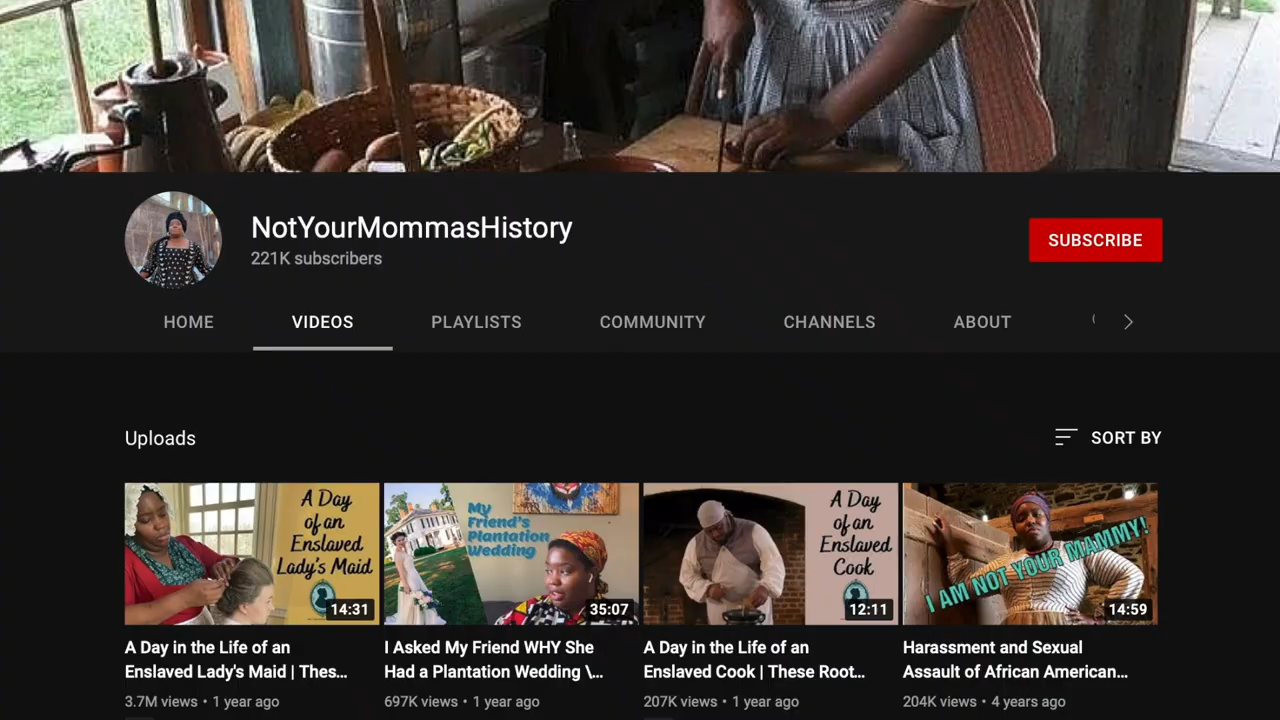 NotYourMommasHistory
221K subscribers
SUBSCRIBE
HOME
VIDEOS
PLAYLISTS
COMMUNITY
CHANNELS
ABOUT
Uploads
SORT BY
A Day
of an
Enslaved
Lady's Maid
14:31
My
Friend's
Plantation
Wedding
35:07
A Day
of an
Enslaved
Cook
12:11
I AM NOT YOUR MAMMY!
14:59
A Day in the Life of an
Enslaved Lady's Maid | Thes...
3.7M views • 1 year ago
I Asked My Friend WHY She
Had a Plantation Wedding \...
697K views • 1 year ago
A Day in the Life of an
Enslaved Cook | These Root...
207K views • 1 year ago
Harassment and Sexual
Assault of African American...
204K views • 4 years ago